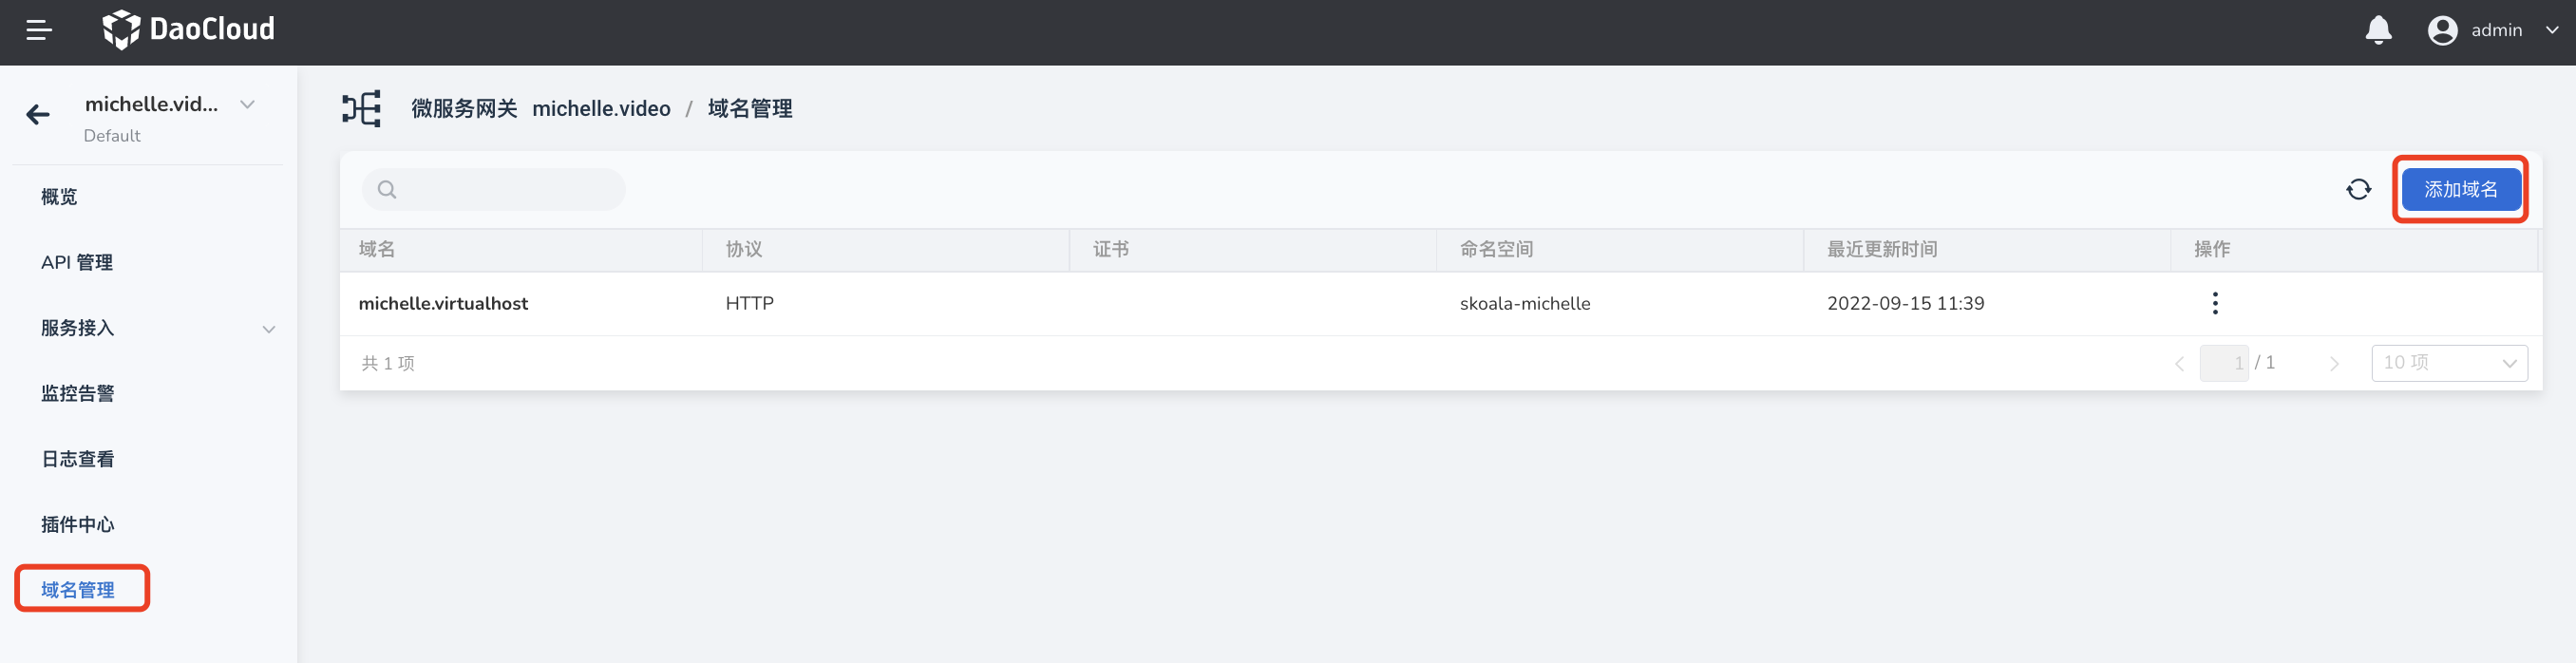 DaoCloud
admin
michelle.vid...
Default
概览
API 管理
服务接入
监控告警
日志查看
插件中心
域名管理
微服务网关 michelle.video / 域名管理
添加域名
域名 协议 证书 命名空间 最近更新时间 操作
michelle.virtualhost HTTP skoala-michelle 2022-09-15 11:39
共 1 项 1 / 1 10 项